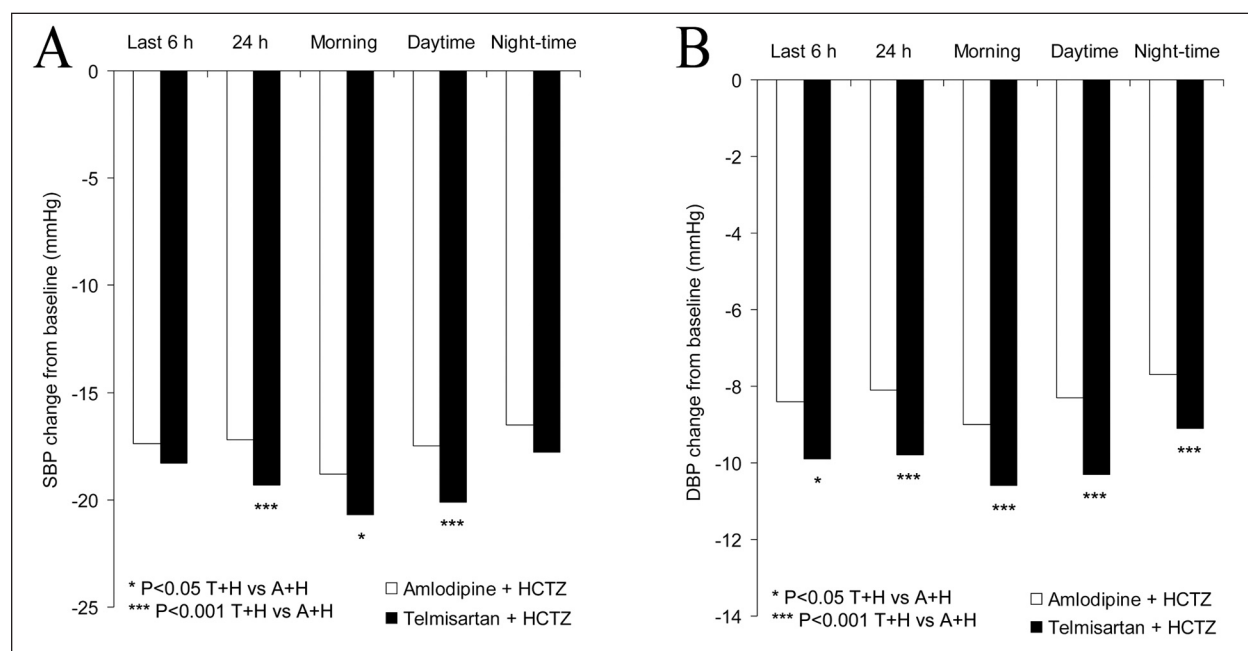 A
Last 6 h 24 h Morning Daytime Night-time
0
-5
-10
-15
-20
-25
SBP change from baseline (mmHg)
*** * ***
* P<0.05 T+H vs A+H
*** P<0.001 T+H vs A+H
Amlodipine + HCTZ
Telmisartan + HCTZ
B
Last 6 h 24 h Morning Daytime Night-time
0
-2
-4
-6
-8
-10
-12
-14
DBP change from baseline (mmHg)
* *** *** *** ***
* P<0.05 T+H vs A+H
*** P<0.001 T+H vs A+H
Amlodipine + HCTZ
Telmisartan + HCTZ